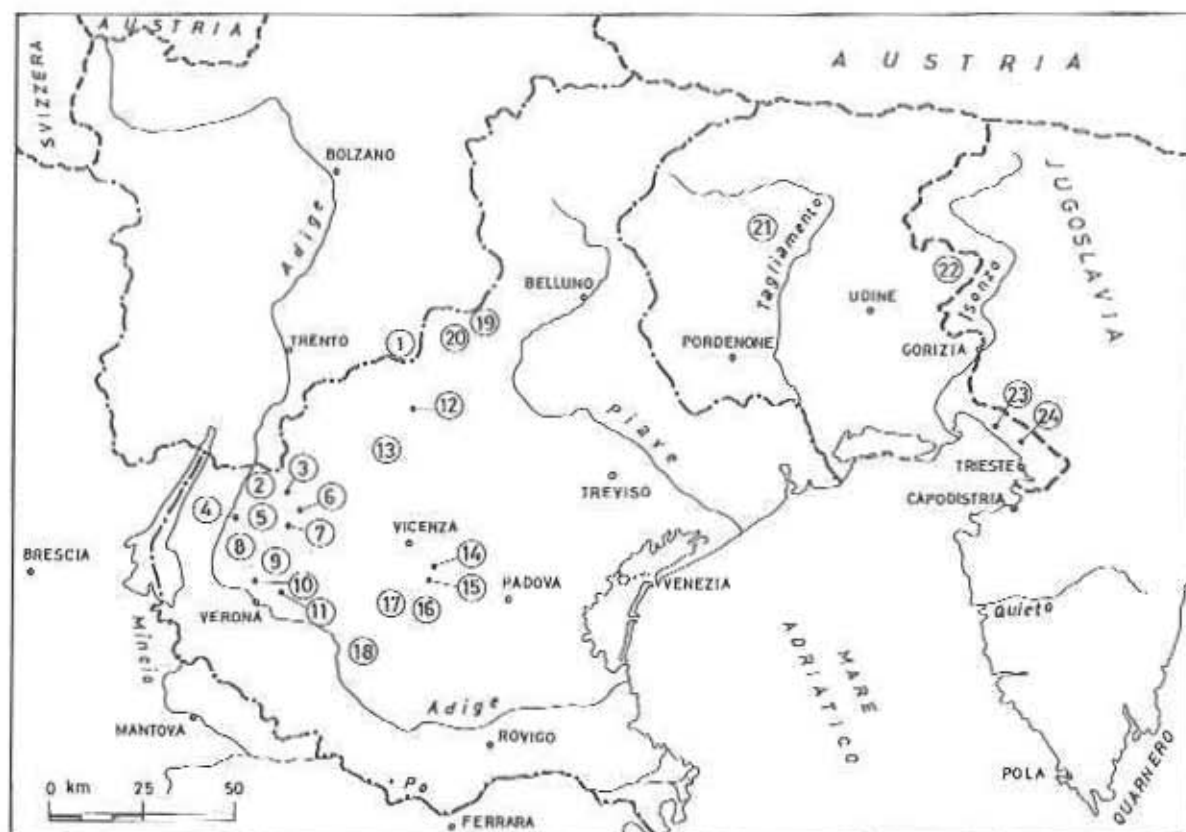 AUSTRIA
AUSTRIA
SVIZZERA
BOLZANO
JUGOSLAVIA
Adige
21
Tagliamento
22
Isonzo
BELLUNO
UDINE
19
20
1
TRENTO
PORDENONE
GORIZIA
12
23
24
13
Piave
TRIESTE
3
2
TREVISO
6
4
5
CAPODISTRIA
7
VICENZA
8
14
BRESCIA
9
10
15
PADOVA
VENEZIA
VERONA
11
17
16
Quieto
Mincio
18
MARE
ADRIATICO
Adige
MANTOVA
ROVIGO
QUARNERO
Po
POLA
0 km 25 50
FERRARA